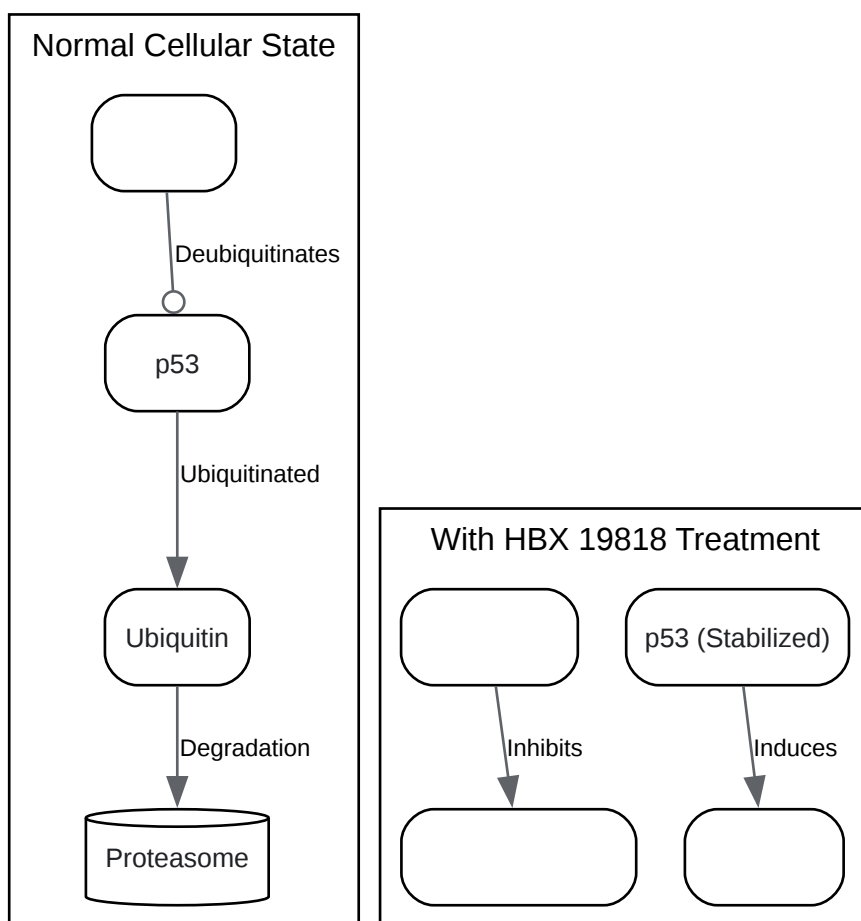 Normal Cellular State
Deubiquitinates
p53
Ubiquitinated
Ubiquitin
Degradation
Proteasome
With HBX 19818 Treatment
p53 (Stabilized)
Inhibits
Induces